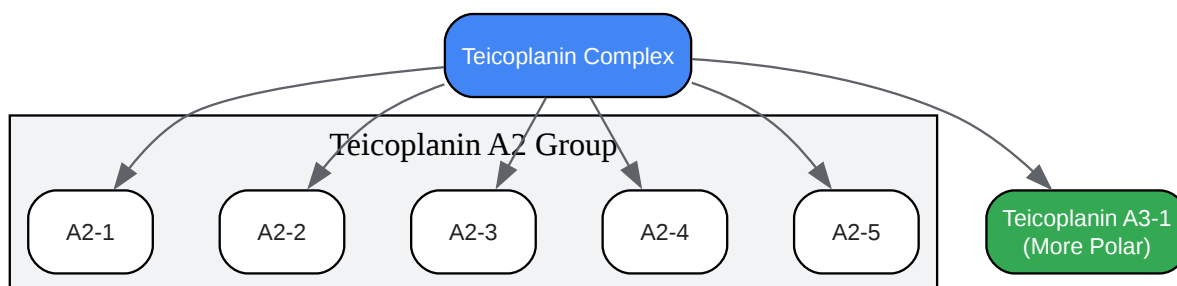 Teicoplanin Complex
Teicoplanin A2 Group
A2-1
A2-2
A2-3
A2-4
A2-5
Teicoplanin A3-1
(More Polar)